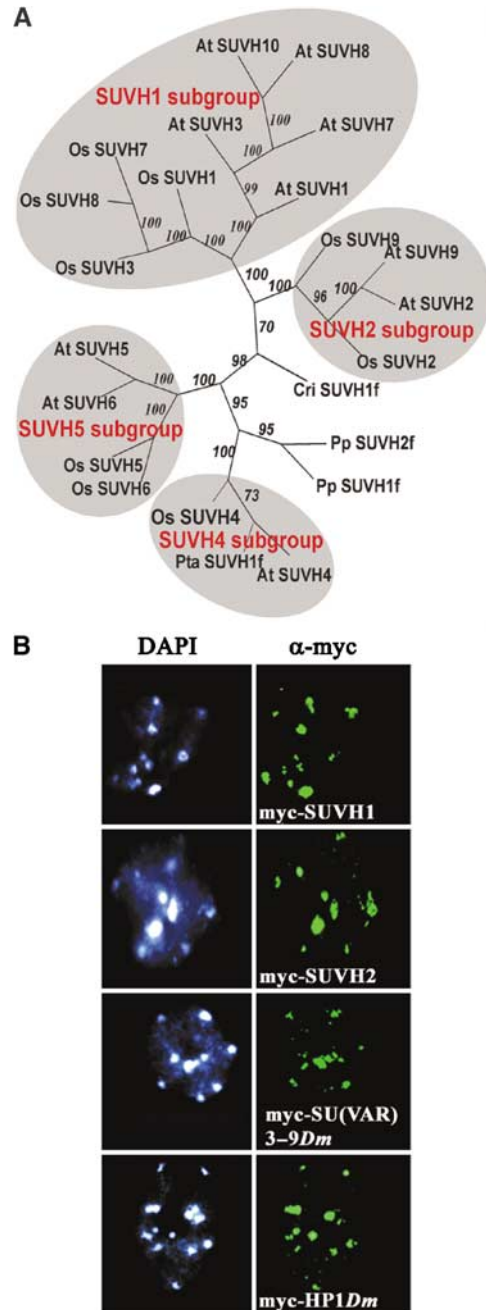 A
At SUVH10
At SUVH8
SUVH1 subgroup
At SUVH3
100
At SUVH7
Os SUVH7
Os SUVH1
100
Os SUVH8
99
At SUVH1
100
100
100
100
Os SUVH3
Os SUVH9
At SUVH9
100
100
96
100
At SUVH2
70
SUVH2 subgroup
At SUVH5
98
Os SUVH2
100
100
Cri SUVH1f
At SUVH6
100
95
SUVH5 subgroup
95
Pp SUVH2f
Os SUVH5
100
Os SUVH6
Pp SUVH1f
73
Os SUVH4
SUVH4 subgroup
Pta SUVH1f
At SUVH4
B
DAPI
α-myc
myc-SUVH1
myc-SUVH2
myc-SU(VAR)
3–9Dm
myc-HP1Dm